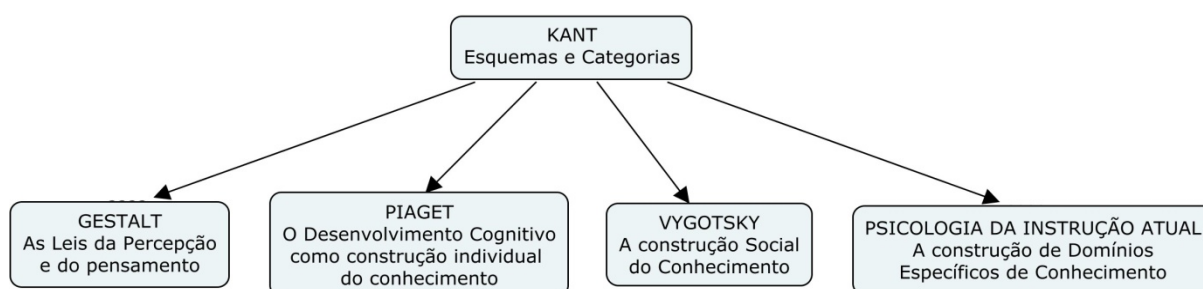 KANT
Esquemas e Categorias
GESTALT
As Leis da Percepção
e do pensamento
PIAGET
O Desenvolvimento Cognitivo
como construção individual
do conhecimento
VYGOTSKY
A construção Social
do Conhecimento
PSICOLOGIA DA INSTRUÇÃO ATUAL
A construção de Domínios
Específicos de Conhecimento